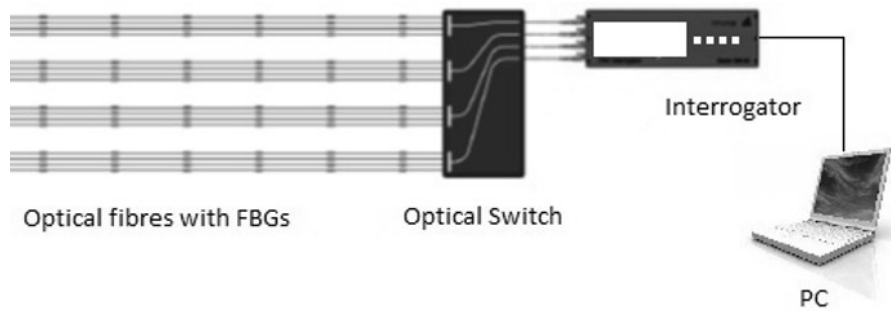 Interrogator
Optical fibres with FBGs
Optical Switch
PC